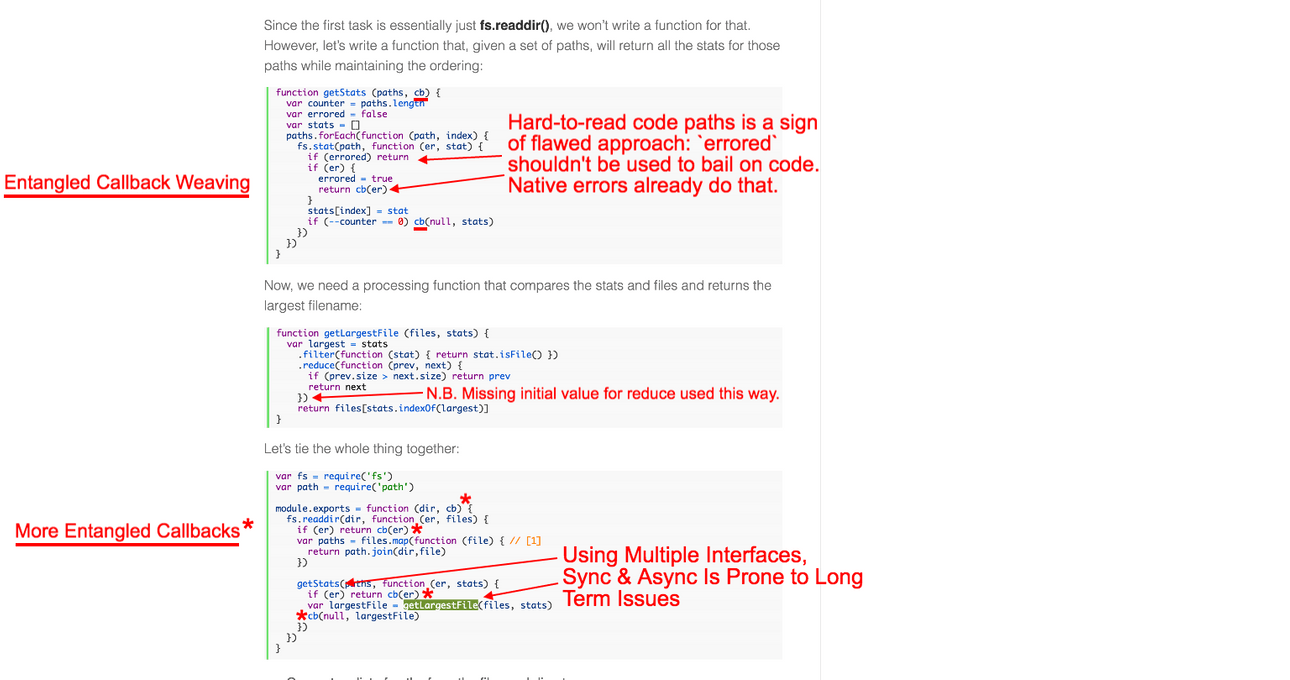 Since the first task is essentially just fs.readdir(), we won’t write a function for that.
However, let’s write a function that, given a set of paths, will return all the stats for those
paths while maintaining the ordering:
function getStats (paths, cb) {
var counter = paths.length
var errored = false
var stats = []
paths.forEach(function (path, index) {
fs.stat(path, function (er, stat) {
if (errored) return
if (er) {
errored = true
return cb(er)
}
stats[index] = stat
if (--counter == 0) cb(null, stats)
})
})
}
Entangled Callback Weaving
Hard-to-read code paths is a sign
of flawed approach: `errored`
shouldn't be used to bail on code.
Native errors already do that.
Now, we need a processing function that compares the stats and files and returns the
largest filename:
function getLargestFile (files, stats) {
var largest = stats
.filter(function (stat) { return stat.isFile() })
.reduce(function (prev, next) {
if (prev.size > next.size) return prev
return next
})
return files[stats.indexOf(largest)]
}
N.B. Missing initial value for reduce used this way.
Let’s tie the whole thing together:
var fs = require('fs')
var path = require('path')
module.exports = function (dir, cb) { *
fs.readdir(dir, function (er, files) {
if (er) return cb(er) *
var paths = files.map(function (file) { // [1]
return path.join(dir,file)
})
getStats(paths, function (er, stats) {
if (er) return cb(er) *
var largestFile = getLargestFile(files, stats)
* cb(null, largestFile)
})
})
}
More Entangled Callbacks *
Using Multiple Interfaces,
Sync & Async Is Prone to Long
Term Issues